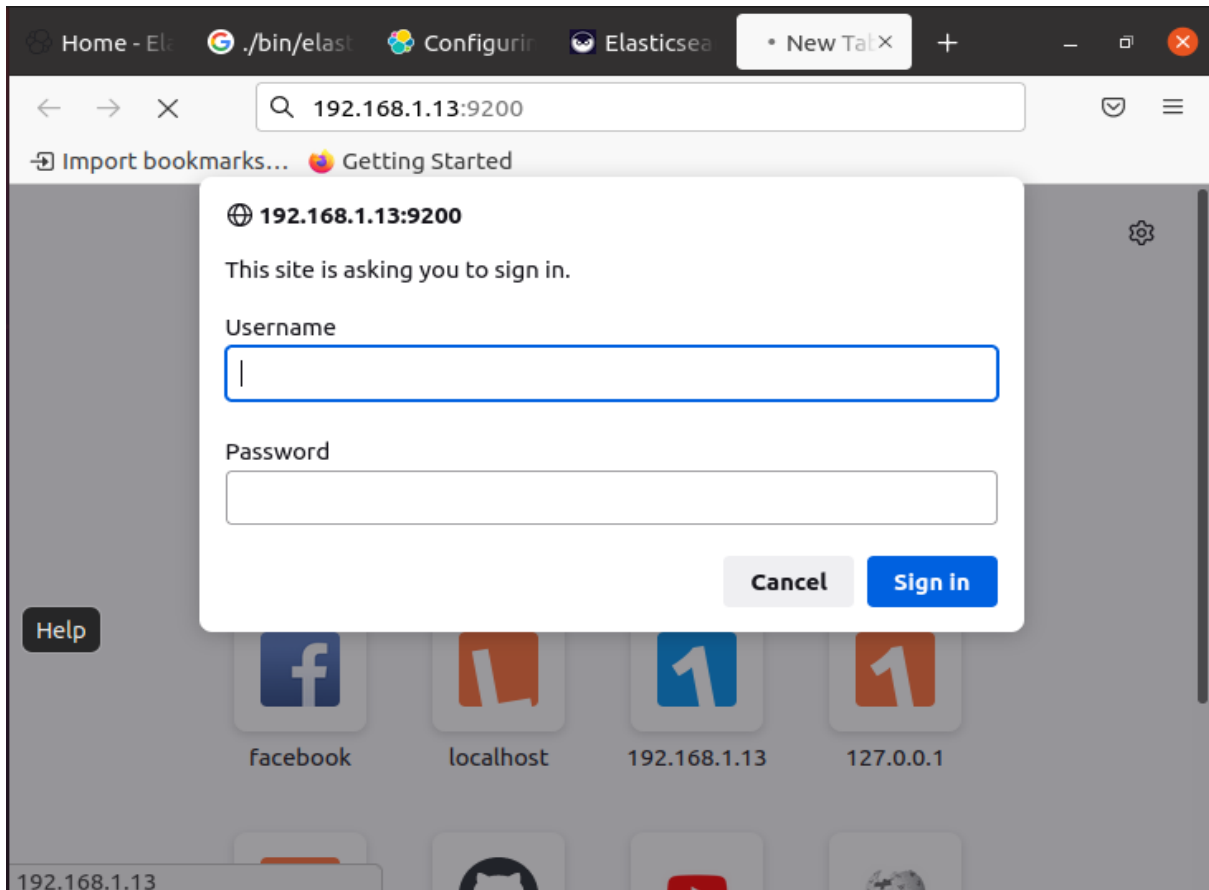 Home - Ela
./bin/elast
Configurin
Elasticsea
• New Tab
192.168.1.13:9200
Import bookmarks...
Getting Started
192.168.1.13:9200
This site is asking you to sign in.
Username
Password
Cancel
Sign in
Help
facebook
localhost
192.168.1.13
127.0.0.1
192.168.1.13